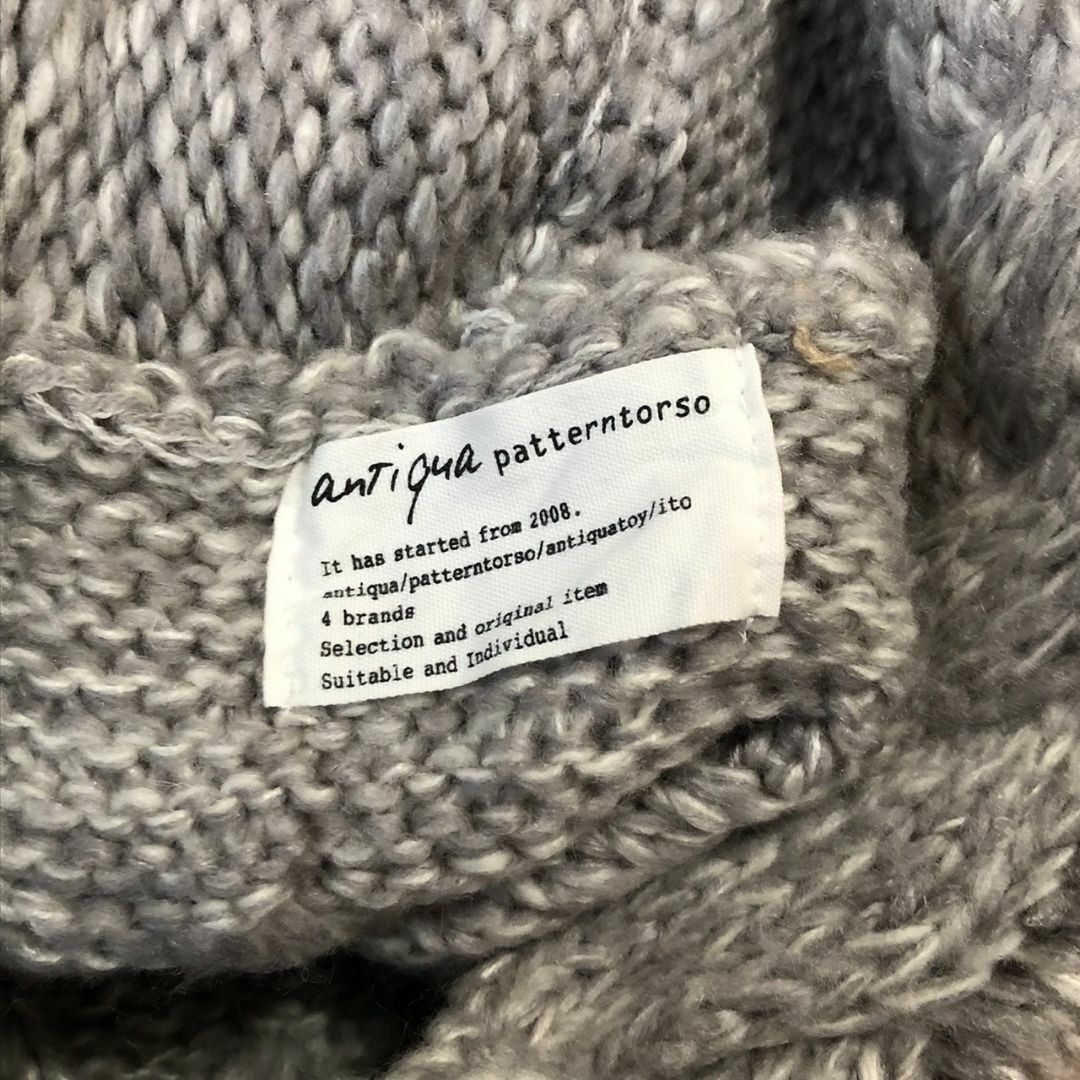 antiqua patterntorso
It has started from 2008.
antiqua/patterntorso/antiquatoy/ito
4 brands
Selection and original item
Suitable and Individual